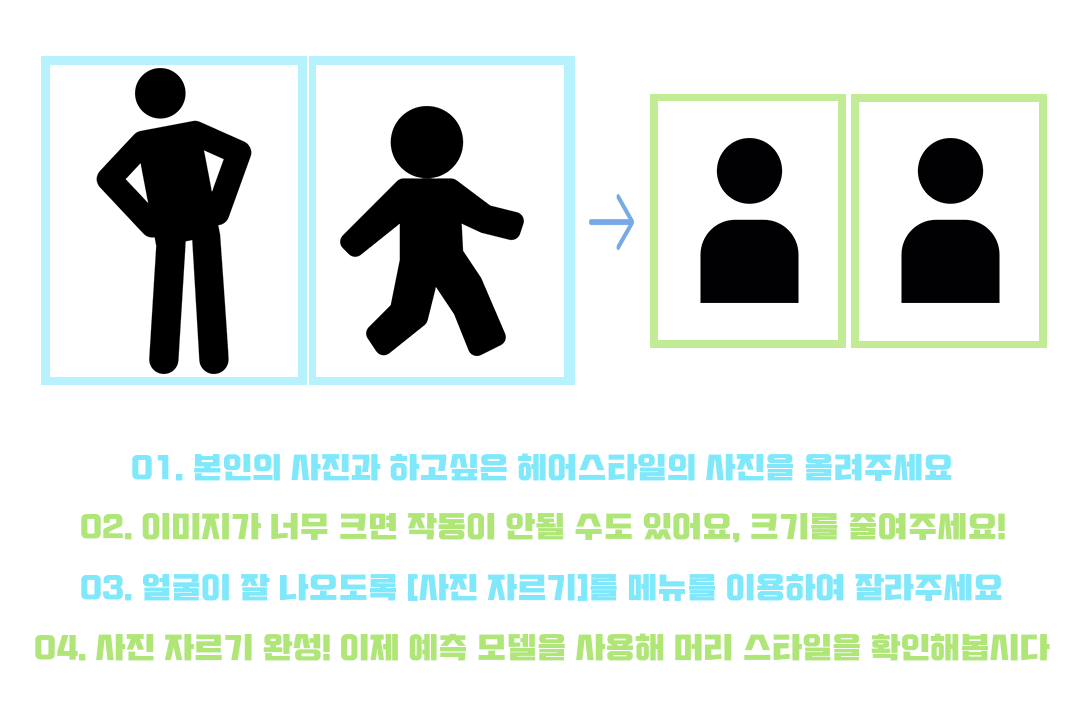 01. 본인의 사진과 하고싶은 헤어스타일의 사진을 올려주세요
02. 이미지가 너무 크면 작동이 안될 수도 있어요, 크기를 줄여주세요!
03. 얼굴이 잘 나오도록 [사진 자르기]를 메뉴를 이용하여 잘라주세요
04. 사진 자르기 완성! 이제 예측 모델을 사용해 머리 스타일을 확인해봅시다